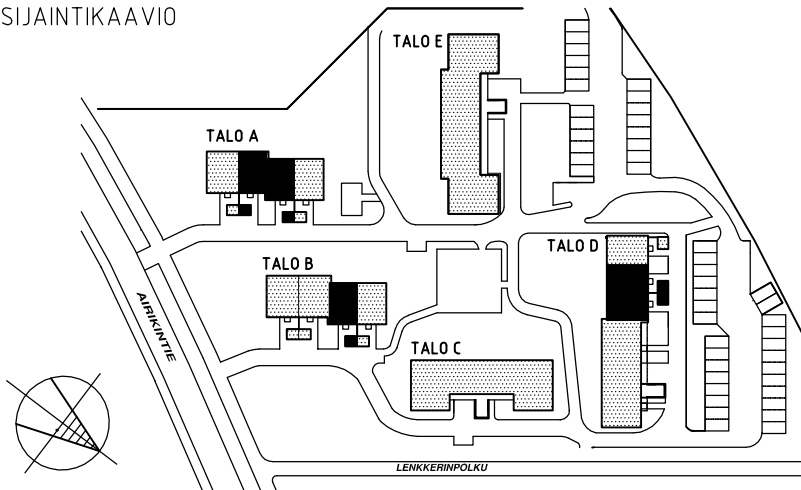 SIJAINTIKAAVIO
TALO E
TALO A
TALO D
TALO B
AIRIKINTIE
TALO C
LENKKERINPOLKU